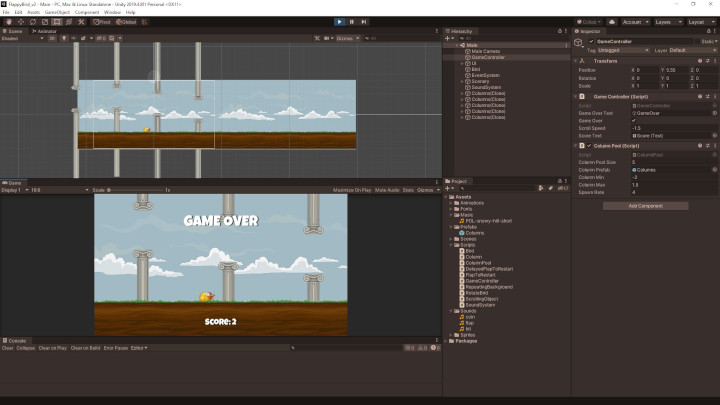 FlappyBird_v2 - Main - PC, Mac & Linux Standalone - Unity 2019.4.3f1 Personal <DX11>
File Edit Assets GameObject Component Window Help
Pivot Global
Collab Account Layers Layout
Scene Animator
Shaded 2D Gizmos All
Game
Display 1 16:9 Scale 1x Maximize On Play Mute Audio Stats Gizmos
GAME OVER
SCORE: 2
Console
Clear Collapse Clear on Play Clear on Build Error Pause Editor
Hierarchy
All
Main
Main Camera
GameController
UI
Bird
EventSystem
Scenery
SoundSystem
Columns(Clone)
Columns(Clone)
Columns(Clone)
Columns(Clone)
Columns(Clone)
Project
Assets
Animations
Fonts
Music
PDL-snowy-hill-short
Prefabs
Columns
Scenes
Scripts
Bird
Column
ColumnPool
DelayedFlapToRestart
FlapToRestart
GameController
RepeatingBackground
RotateBird
ScrollingObject
SoundSystem
Sounds
coin
flap
hit
Sprites
Packages
Inspector
GameController Static
Tag Untagged Layer Default
Transform
Position X 0 Y 0.55 Z 0
Rotation X 0 Y 0 Z 0
Scale X 1 Y 1 Z 1
Game Controller (Script)
Script GameController
Game Over Text GameOver
Game Over
Scroll Speed -1.5
Score Text Score (Text)
Column Pool (Script)
Script ColumnPool
Column Pool Size 5
Column Prefab Columns
Column Min -2
Column Max
Spawn Rate 4
Add Component